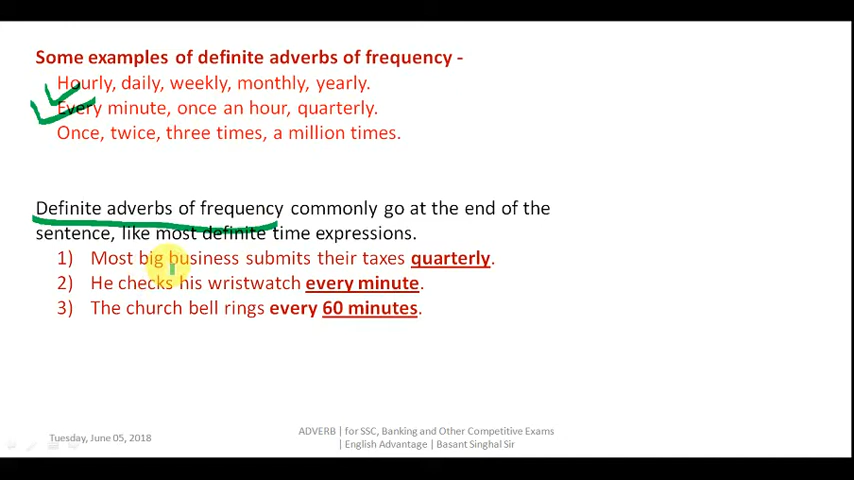 Some examples of definite adverbs of frequency -
Hourly, daily, weekly, monthly, yearly.
Every minute, once an hour, quarterly.
Once, twice, three times, a million times.
Definite adverbs of frequency commonly go at the end of the
sentence, like most definite time expressions.
1) Most big business submits their taxes quarterly.
2) He checks his wristwatch every minute.
3) The church bell rings every 60 minutes.
Tuesday, June 05, 2018
ADVERB | for SSC, Banking and Other Competitive Exams
| English Advantage | Basant Singhal Sir